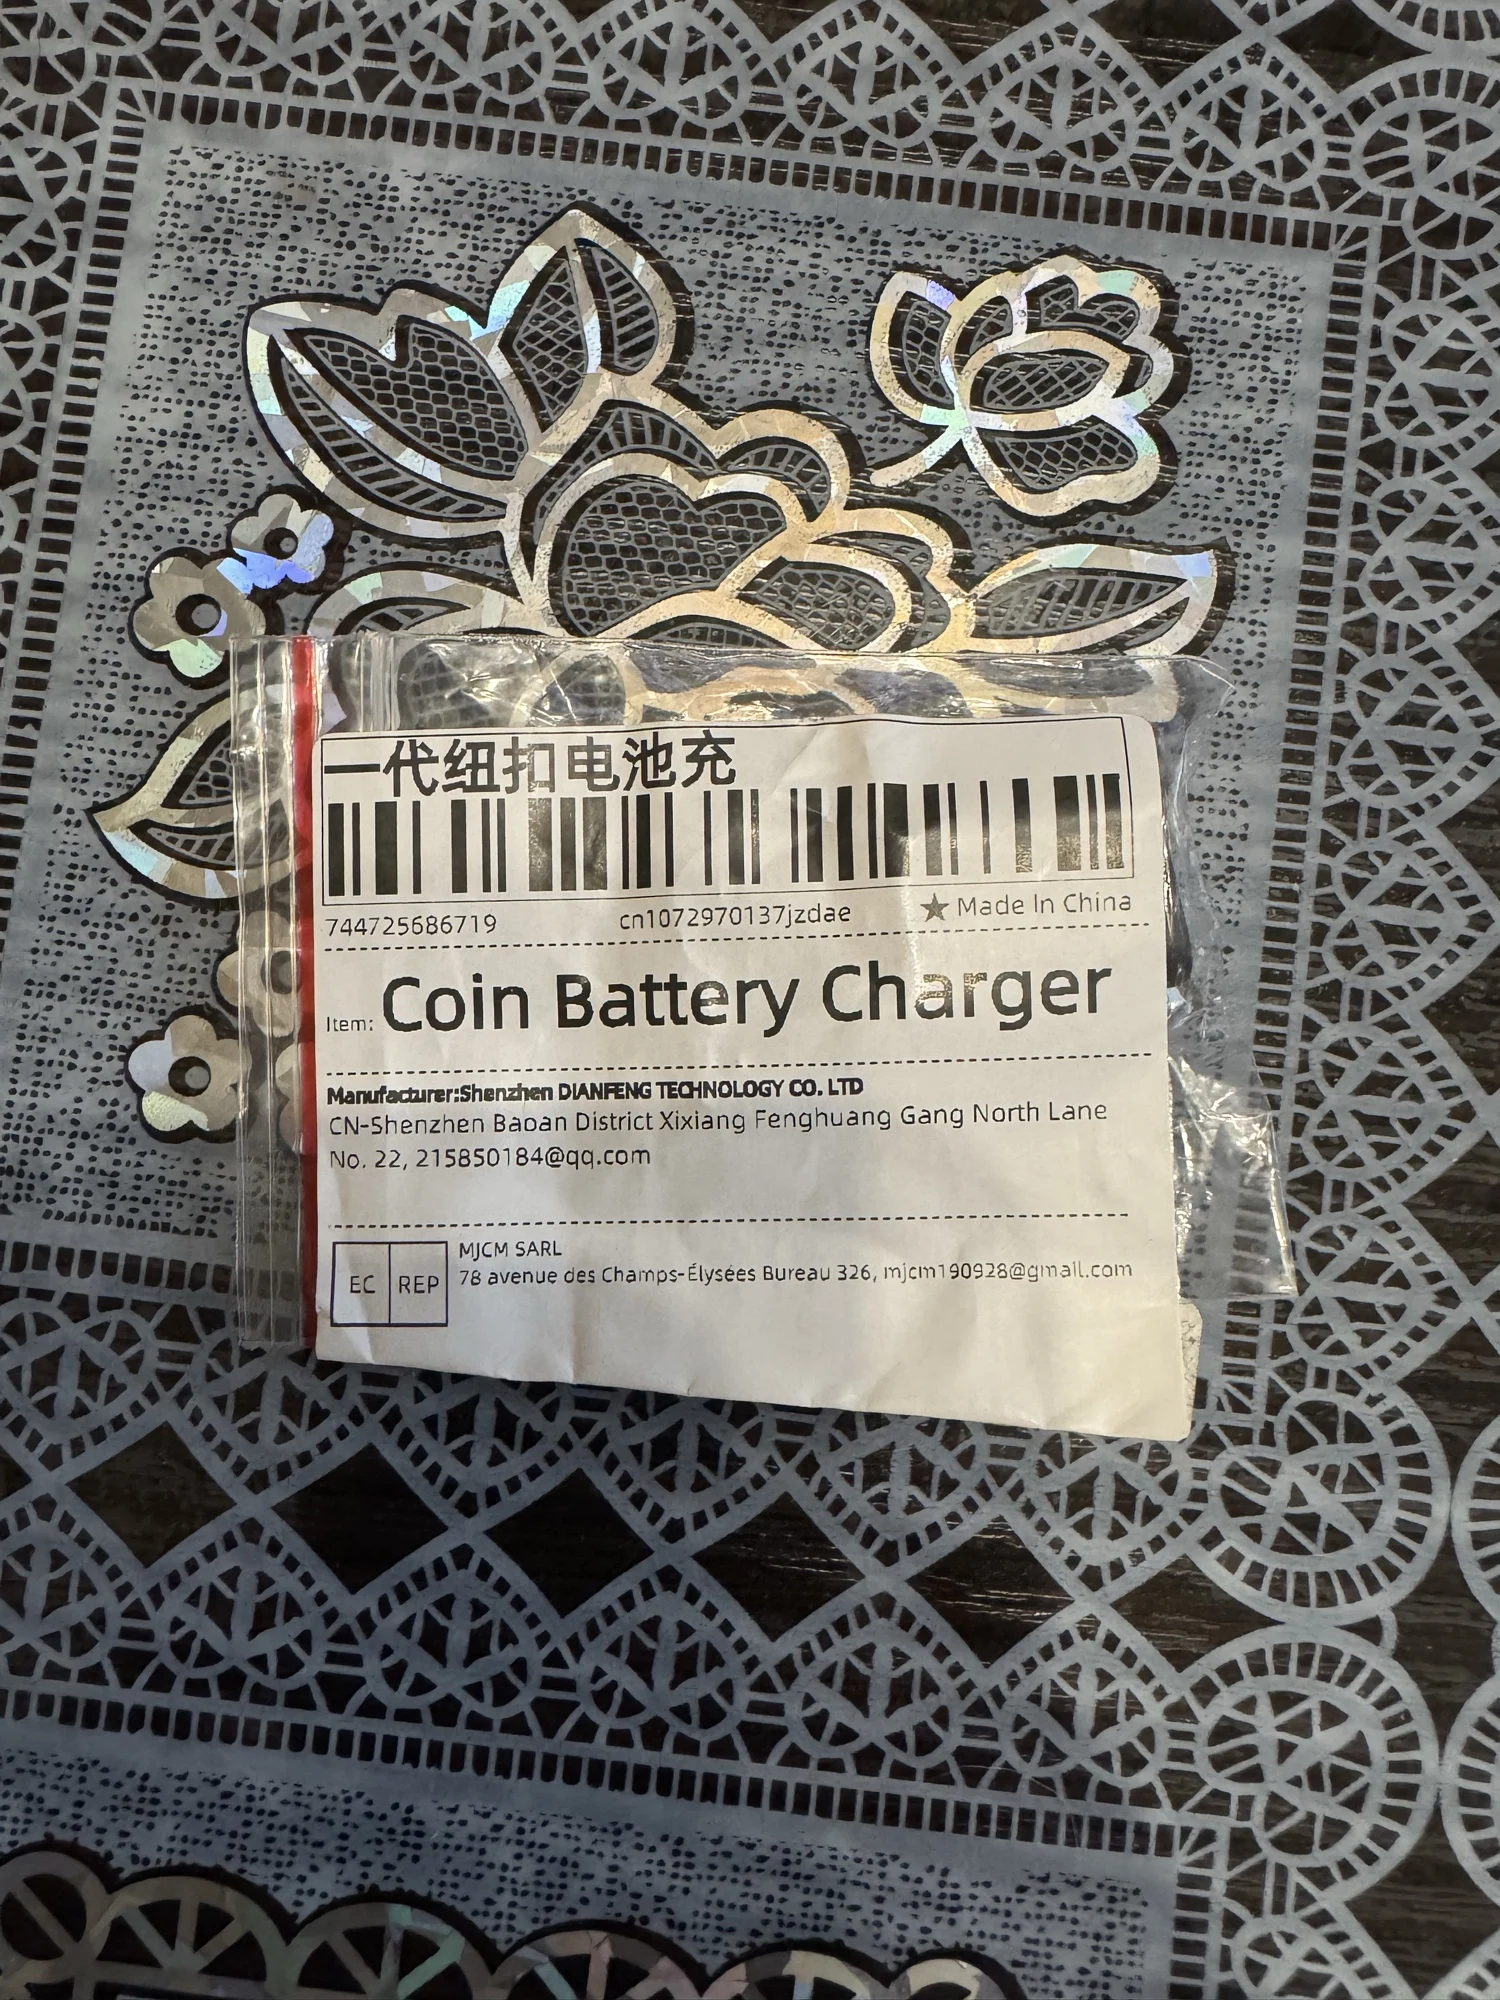 一代纽扣电池充
744725686719 cn1072970137jzdae ★ Made In China
Item: Coin Battery Charger
Manufacturer:Shenzhen DIANFENG TECHNOLOGY CO. LTD
CN-Shenzhen Baoan District Xixiang Fenghuang Gang North Lane
No. 22, 215850184@qq.com
EC REP
MJCM SARL
78 avenue des Champs-Élysées Bureau 326, mjcm190928@gmail.com